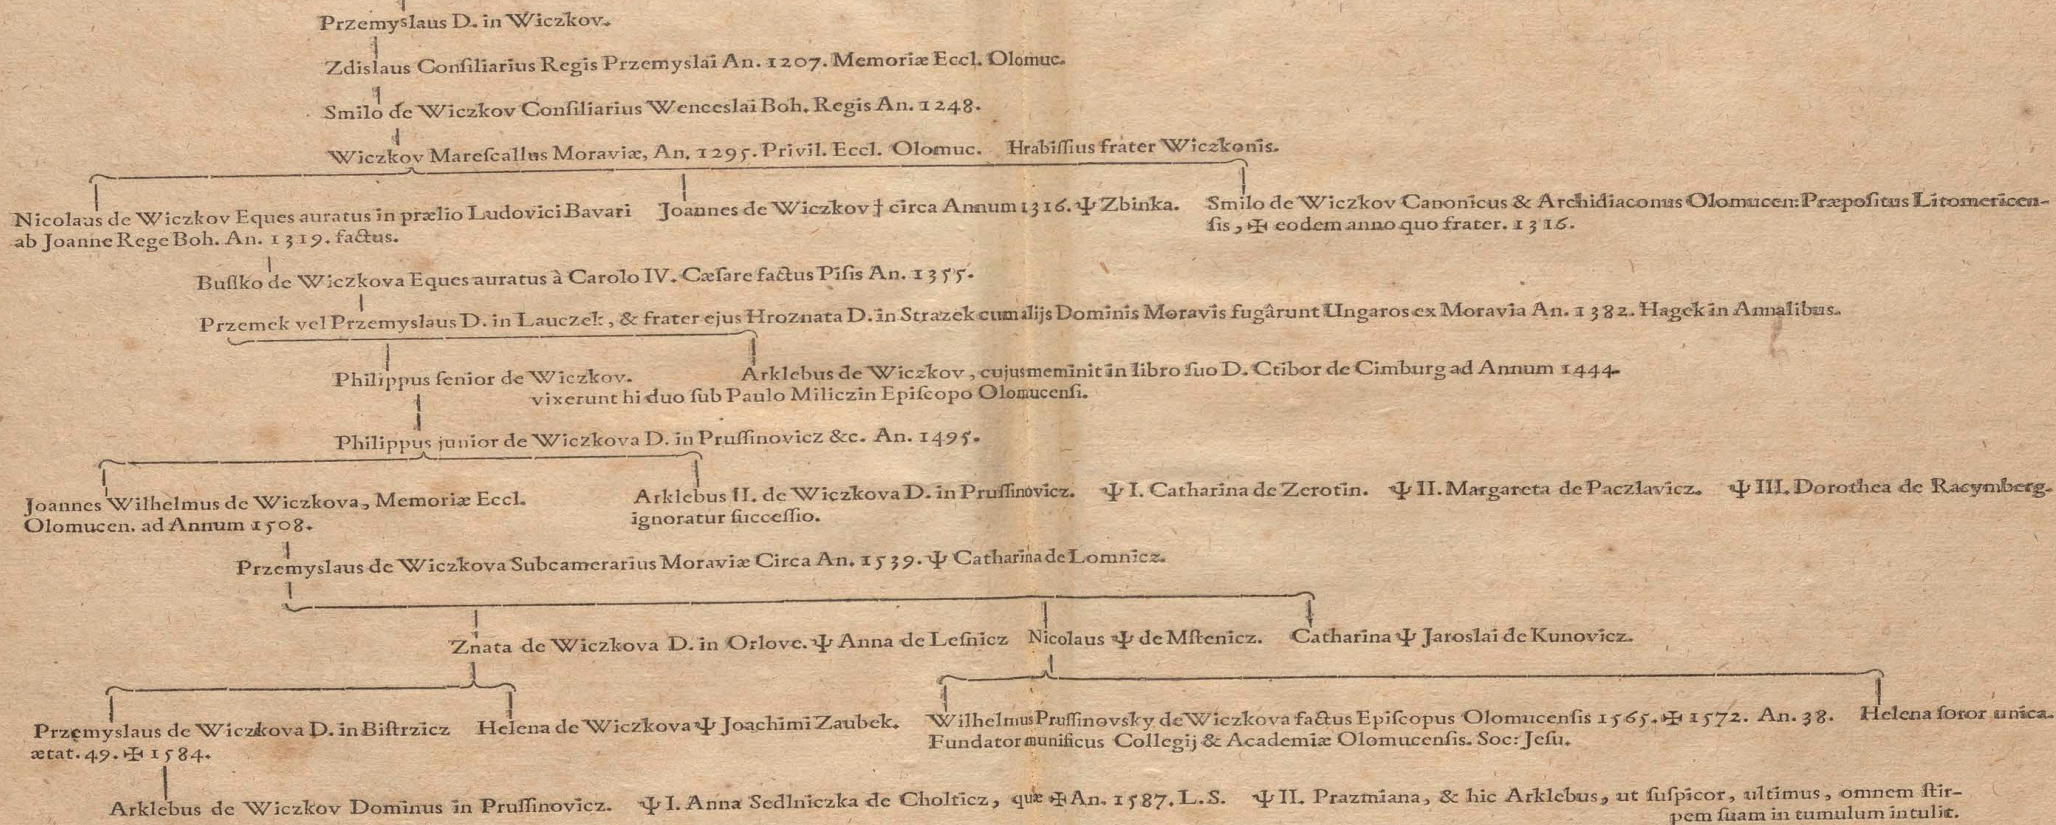 Przemyslaus D. in Wiczkov.
Zdislaus Conſiliarius Regis Przemyslai An. 1207. Memoriæ Eccl. Olomuc.
Smilo de Wiczkov Conſiliarius Wenceslai Boh. Regis An. 1248.
Wiczkov Mareſcallus Moraviæ, An. 1295. Privil. Eccl. Olomuc. Hrabiſſius frater Wiczkonis.
Nicolaus de Wiczkov Eques auratus in prælio Ludovici Bavari Joannes de Wiczkov † circa Annum 1316. Ψ Zbinka. Smilo de Wiczkov Canonicus & Archidiaconus Olomucen: Præpoſitus Litomericen-
ab Joanne Rege Boh. An. 1319. factus. ſis, ✠ eodem anno quo frater. 1316.
Buſko de Wiczkova Eques auratus à Carolo IV. Cæſare factus Piſis An. 1355.
Przemek vel Przemyslaus D. in Lauczek, & frater ejus Hroznata D. in Strazek cum alijs Dominis Moravis fugârunt Ungaros ex Moravia An. 1382. Hagek in Annalibus.
Philippus ſenior de Wiczkov. Arklebus de Wiczkov, cujus meminit in libro ſuo D. Ctibor de Cimburg ad Annum 1444.
vixerunt hi duo ſub Paulo Miliczin Epiſcopo Olomucenſi.
Philippus junior de Wiczkova D. in Pruſſinovicz &c. An. 1495.
Joannes Wilhelmus de Wiczkova, Memoriæ Eccl. Arklebus II. de Wiczkova D. in Pruſſinovicz. Ψ I. Catharina de Zerotin. Ψ II. Margareta de Paczlavicz. Ψ III. Dorothea de Racymberg.
Olomucen. ad Annum 1508. ignoratur ſucceſſio.
Przemyslaus de Wiczkova Subcamerarius Moraviæ Circa An. 1539. Ψ Catharina de Lomnicz.
Znata de Wiczkova D. in Orlove. Ψ Anna de Leſnicz Nicolaus Ψ de Mſtenicz. Catharina Ψ Jaroslai de Kunovicz.
Przemyslaus de Wiczkova D. in Biſtrzicz Helena de Wiczkova Ψ Joachimi Zaubek. Wilhelmus Pruſſinovsky de Wiczkova factus Epiſcopus Olomucenſis 1565. ✠ 1572. An. 38. Helena ſoror unica.
ætat. 49. ✠ 1584. Fundator munificus Collegij & Academiæ Olomucenſis. Soc: Jeſu.
Arklebus de Wiczkov Dominus in Pruſſinovicz. Ψ I. Anna Sedlniczka de Cholticz, quæ ✠ An. 1587. L.S. Ψ II. Prazmiana, & hic Arklebus, ut ſuſpicor, ultimus, omnem ſtir-
pem ſuam in tumulum intulit.